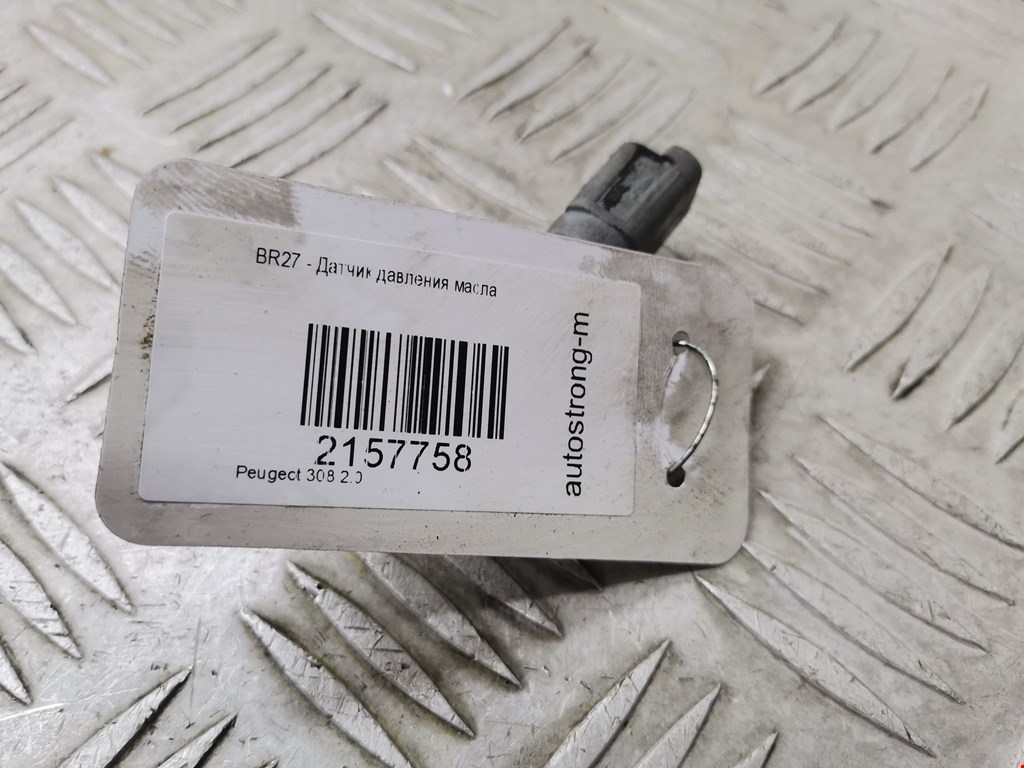 BR27 - Датчик давления масла
2157758
Peugeot 308 2.0
autostrong-m